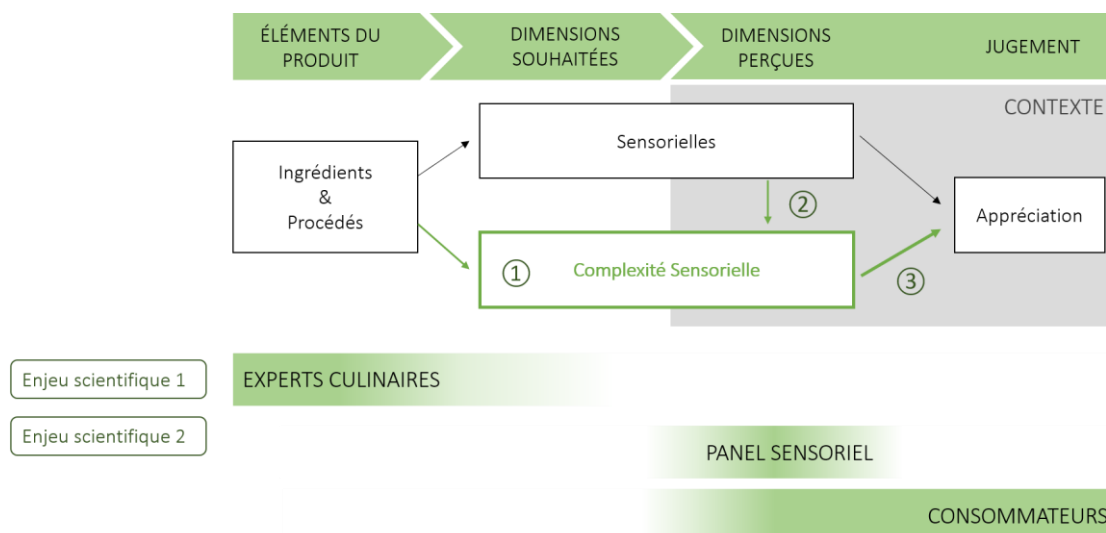 ÉLÉMENTS DU
PRODUIT
DIMENSIONS
SOUHAITÉES
DIMENSIONS
PERÇUES
JUGEMENT
CONTEXTE
Ingrédients
&
Procédés
Sensorielles
②
① Complexité Sensorielle
③
Appréciation
Enjeu scientifique 1
EXPERTS CULINAIRES
Enjeu scientifique 2
PANEL SENSORIEL
CONSOMMATEURS